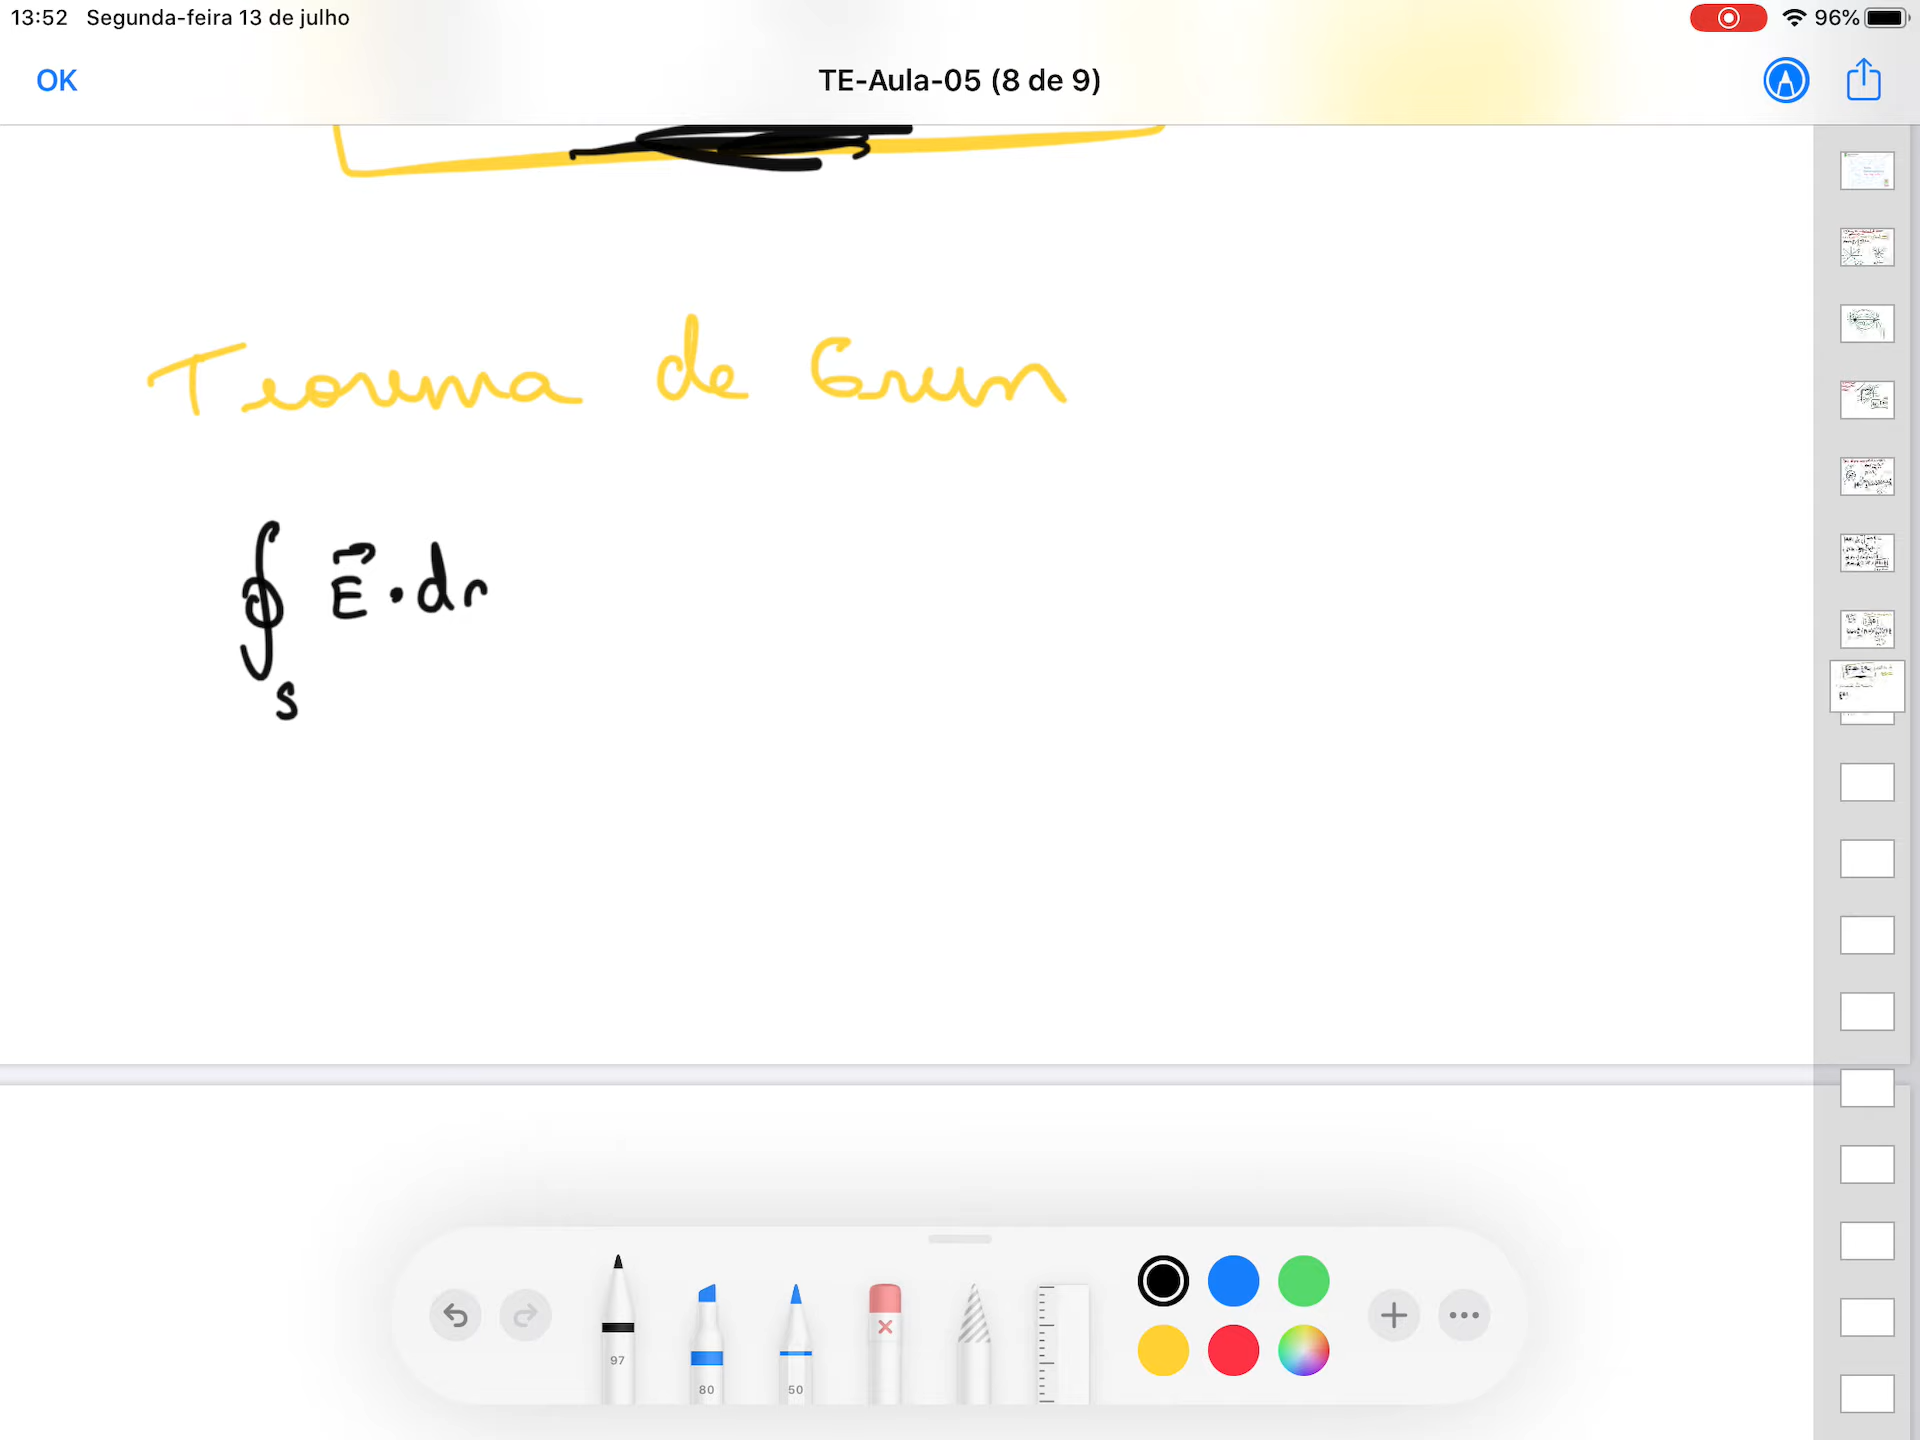 13:52 Segunda-feira 13 de julho 96%
OK TE-Aula-05 (8 de 9)
Teorema de Green
∮ E⃗ · dr
s
97 80 50